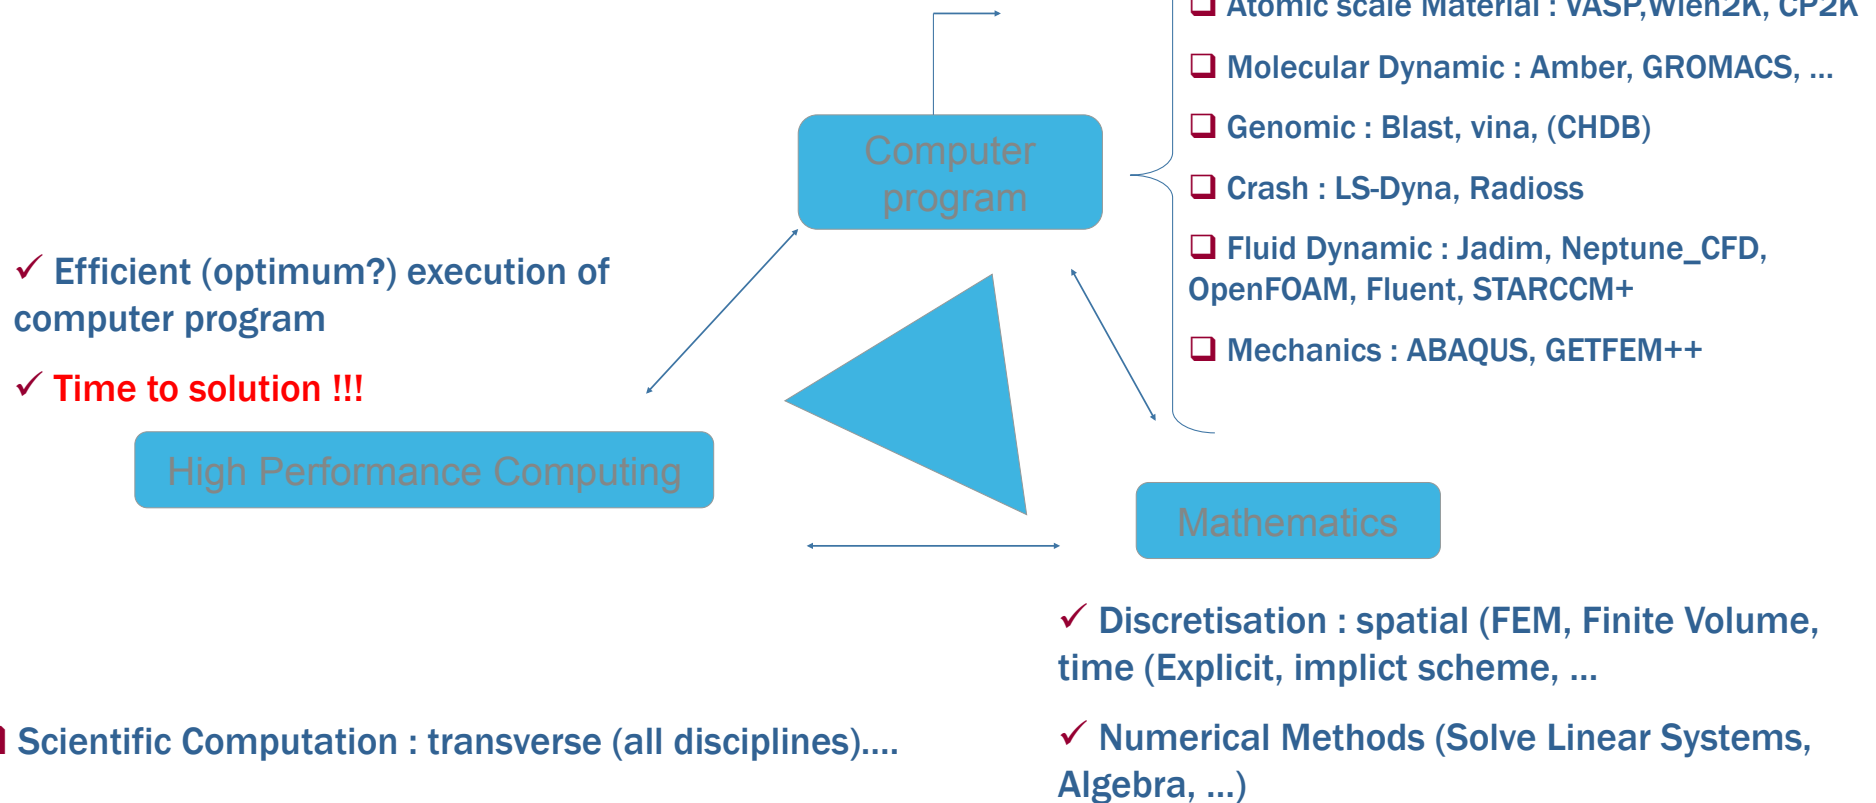 Atomic scale Material : VASP,Wien2K, CP2K
Molecular Dynamic : Amber, GROMACS, ...
Genomic : Blast, vina, (CHDB)
Crash : LS-Dyna, Radioss
Fluid Dynamic : Jadim, Neptune_CFD,
OpenFOAM, Fluent, STARCCM+
Mechanics : ABAQUS, GETFEM++
Computer
program
✓ Efficient (optimum?) execution of
computer program
✓ Time to solution !!!
High Performance Computing
Mathematics
✓ Discretisation : spatial (FEM, Finite Volume,
time (Explicit, implict scheme, ...
✓ Numerical Methods (Solve Linear Systems,
Algebra, ...)
Scientific Computation : transverse (all disciplines)....